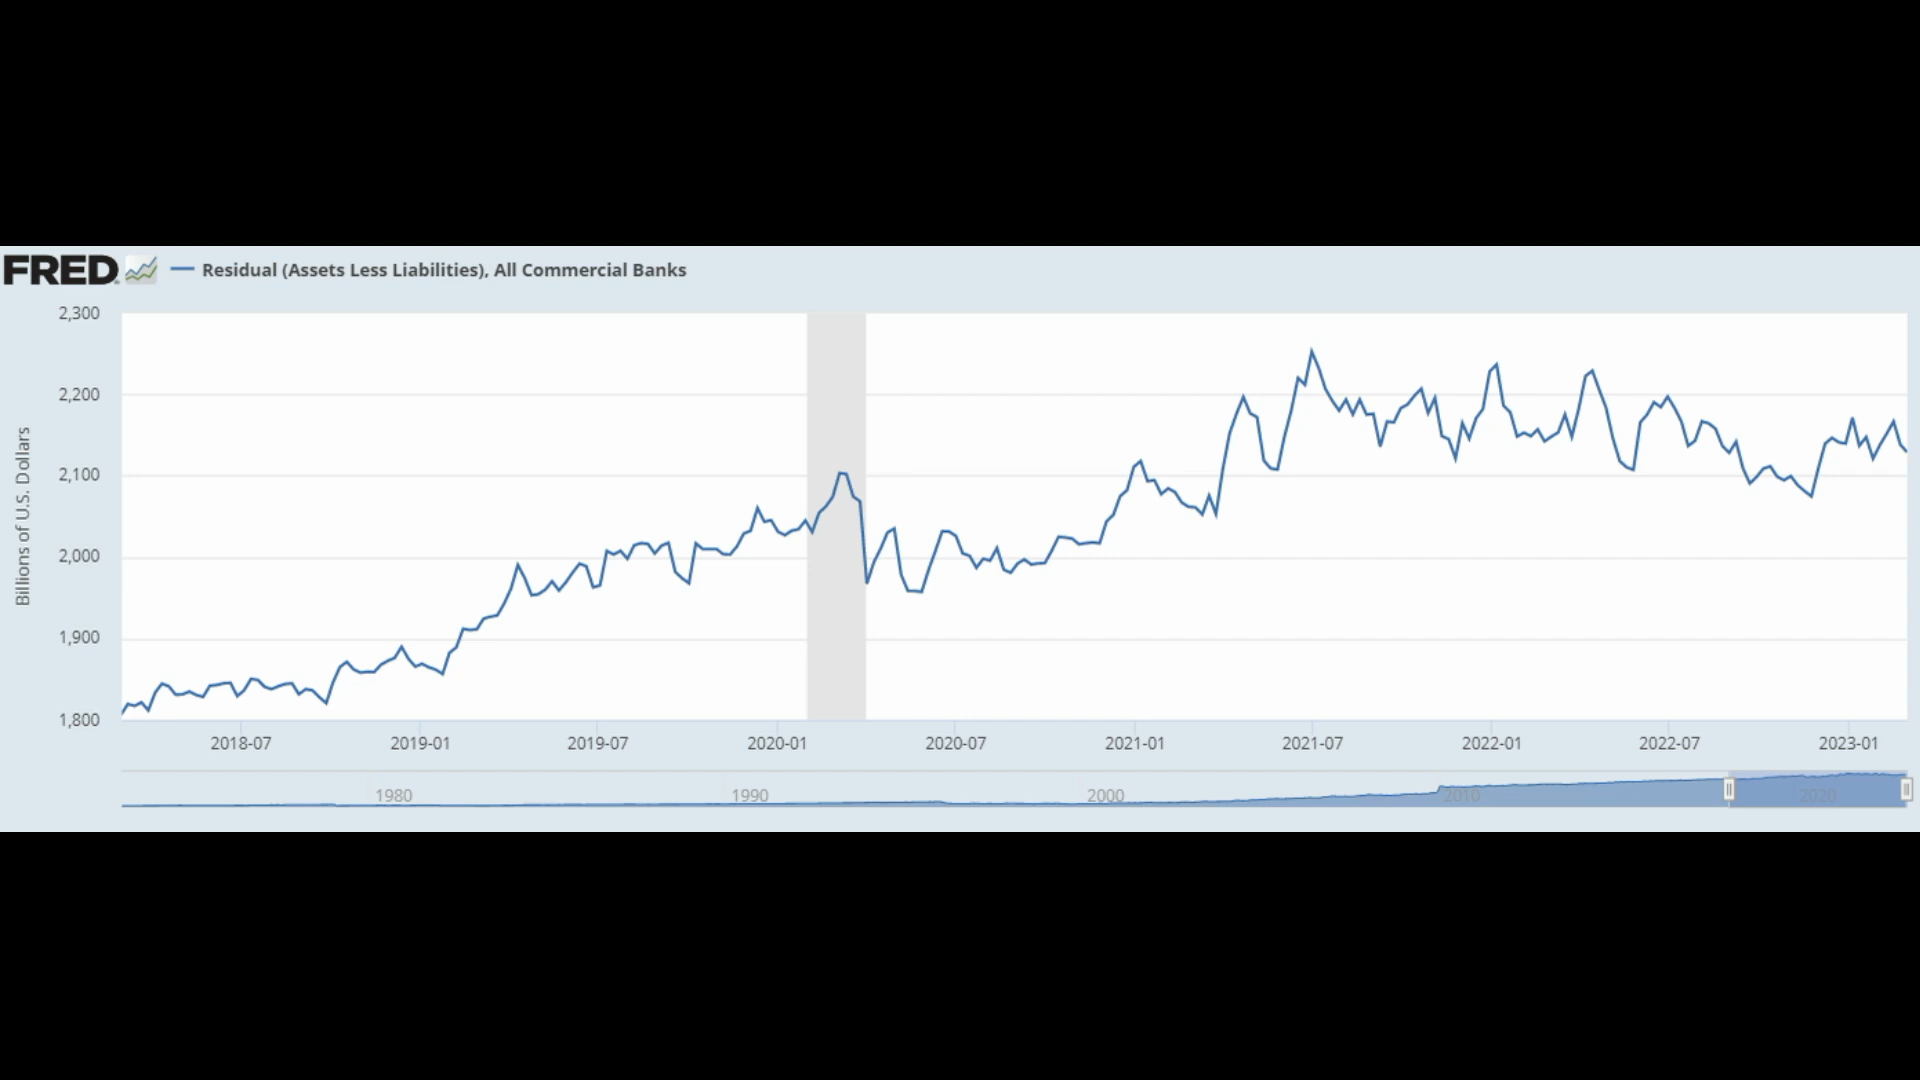 FRED
Residual (Assets Less Liabilities), All Commercial Banks
Billions of U.S. Dollars
2,300
2,200
2,100
2,000
1,900
1,800
2018-07 2019-01 2019-07 2020-01 2020-07 2021-01 2021-07 2022-01 2022-07 2023-01
1980 1990 2000 2010 2020